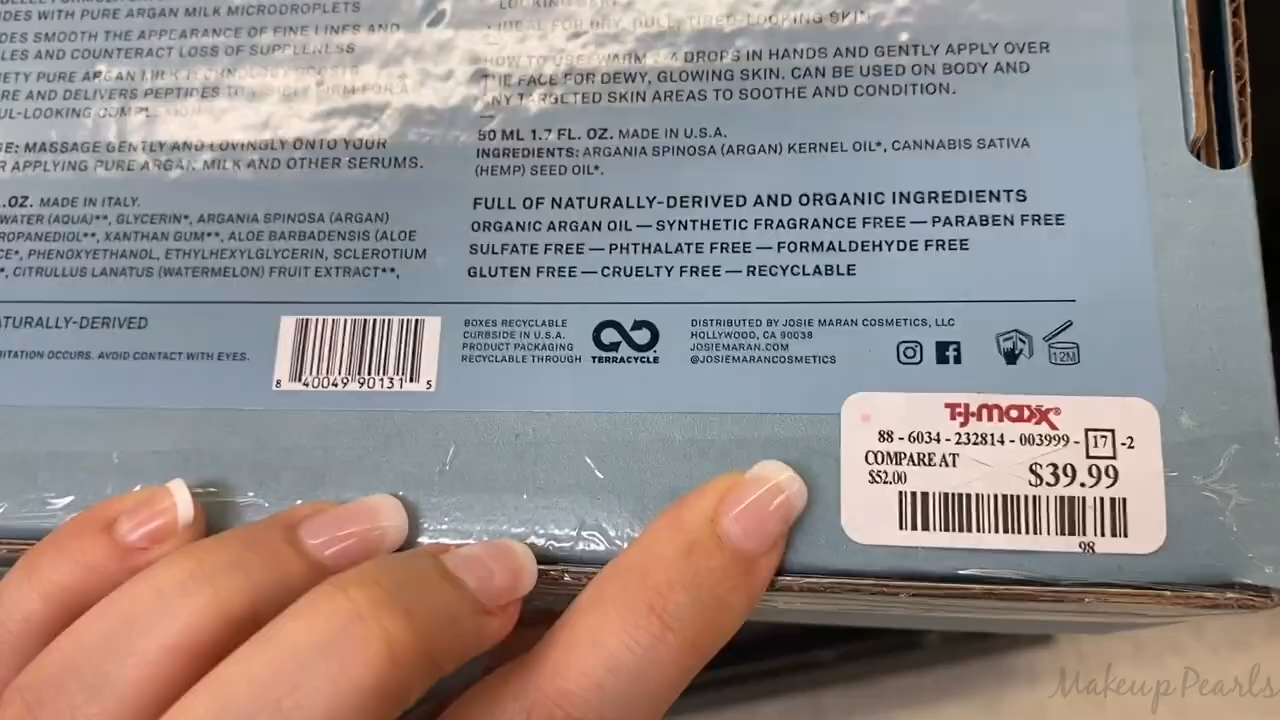 DES WITH PURE ARGAN MILK MICRODROPLETS
DES SMOOTH THE APPEARANCE OF FINE LINES AND
LES AND COUNTERACT LOSS OF SUPPLENESS
ETY PURE ARGAN MILK TECHNOLOGY BOOSTS
RE AND DELIVERS PEPTIDES TO VISIBLY FIRM FOR A
UL-LOOKING
GE: MASSAGE GENTLY AND LOVINGLY ONTO YOUR
R APPLYING PURE ARGAN MILK AND OTHER SERUMS.
.OZ. MADE IN ITALY.
WATER (AQUA)**, GLYCERIN*, ARGANIA SPINOSA (ARGAN)
ROPANEDIOL**, XANTHAN GUM**, ALOE BARBADENSIS (ALOE
CE*, PHENOXYETHANOL, ETHYLHEXYLGLYCERIN, SCLEROTIUM
*, CITRULLUS LANATUS (WATERMELON) FRUIT EXTRACT**,
ATURALLY-DERIVED
ITATION OCCURS. AVOID CONTACT WITH EYES.
IDEAL FOR DRY, DULL, TIRED-LOOKING SKIN
HOW TO USE: WARM 2-4 DROPS IN HANDS AND GENTLY APPLY OVER
THE FACE FOR DEWY, GLOWING SKIN. CAN BE USED ON BODY AND
ANY TARGETED SKIN AREAS TO SOOTHE AND CONDITION.
50 ML 1.7 FL. OZ. MADE IN U.S.A.
INGREDIENTS: ARGANIA SPINOSA (ARGAN) KERNEL OIL*, CANNABIS SATIVA
(HEMP) SEED OIL*.
FULL OF NATURALLY-DERIVED AND ORGANIC INGREDIENTS
ORGANIC ARGAN OIL — SYNTHETIC FRAGRANCE FREE — PARABEN FREE
SULFATE FREE — PHTHALATE FREE — FORMALDEHYDE FREE
GLUTEN FREE — CRUELTY FREE — RECYCLABLE
8 40049 90131 5
BOXES RECYCLABLE
CURBSIDE IN U.S.A.
PRODUCT PACKAGING
RECYCLABLE THROUGH
TERRACYCLE
DISTRIBUTED BY JOSIE MARAN COSMETICS, LLC
HOLLYWOOD, CA 90038
JOSIEMARAN.COM
@JOSIEMARANCOSMETICS
12M
T·J·maxx
88 - 6034 - 232814 - 003999 - 17 -2
COMPARE AT
$52.00
$39.99
98
Makeup Pearls